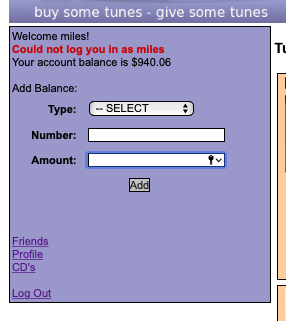 buy some tunes - give some tunes
Welcome miles!
Could not log you in as miles
Your account balance is $940.06
Add Balance:
Type: -- SELECT
Number:
Amount:
Add
Friends
Profile
CD's
Log Out